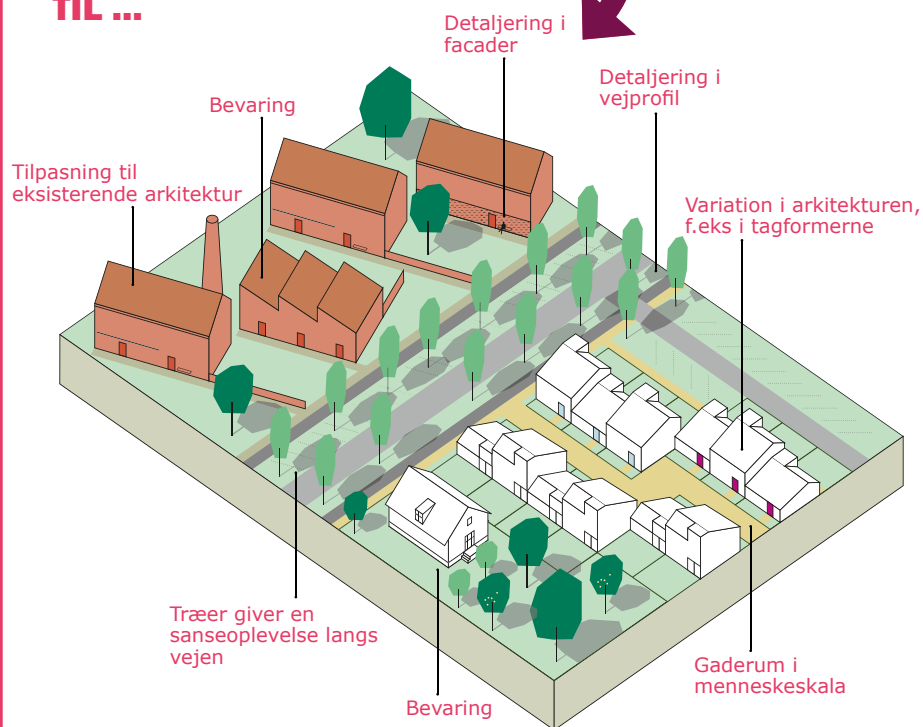 TIL ...
Detaljering i
facader
Detaljering i
vejprofil
Bevaring
Tilpasning til
eksisterende arkitektur
Variation i arkitekturen,
f.eks i tagformerne
Træer giver en
sanseoplevelse langs
vejen
Gaderum i
menneskeskala
Bevaring